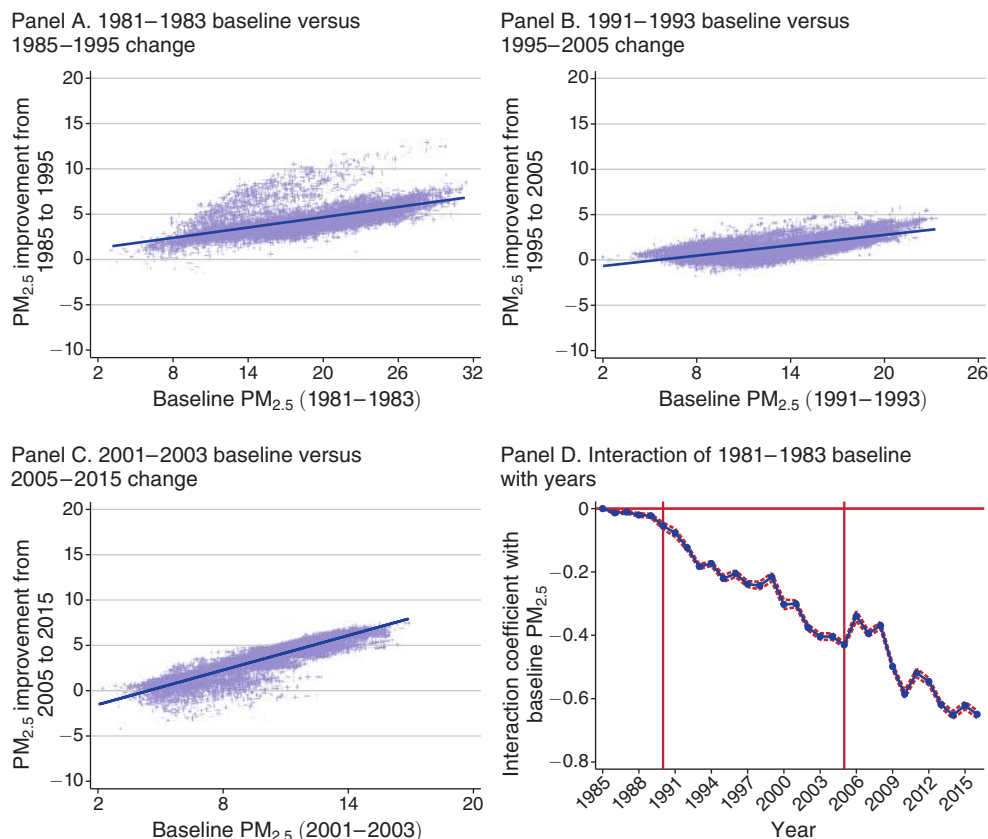 Panel A. 1981–1983 baseline versus
1985–1995 change
PM2.5 improvement from
1985 to 1995
20
15
10
5
0
−5
−10
2
8
14
20
26
32
Baseline PM2.5 (1981–1983)
Panel B. 1991–1993 baseline versus
1995–2005 change
PM2.5 improvement from
1995 to 2005
20
15
10
5
0
−5
−10
2
8
14
20
26
Baseline PM2.5 (1991–1993)
Panel C. 2001–2003 baseline versus
2005–2015 change
PM2.5 improvement from
2005 to 2015
20
15
10
5
0
−5
−10
2
8
14
20
Baseline PM2.5 (2001–2003)
Panel D. Interaction of 1981–1983 baseline
with years
Interaction coefficient with
baseline PM2.5
0
−0.2
−0.4
−0.6
−0.8
1985
1988
1991
1994
1997
2000
2003
2006
2009
2012
2015
Year